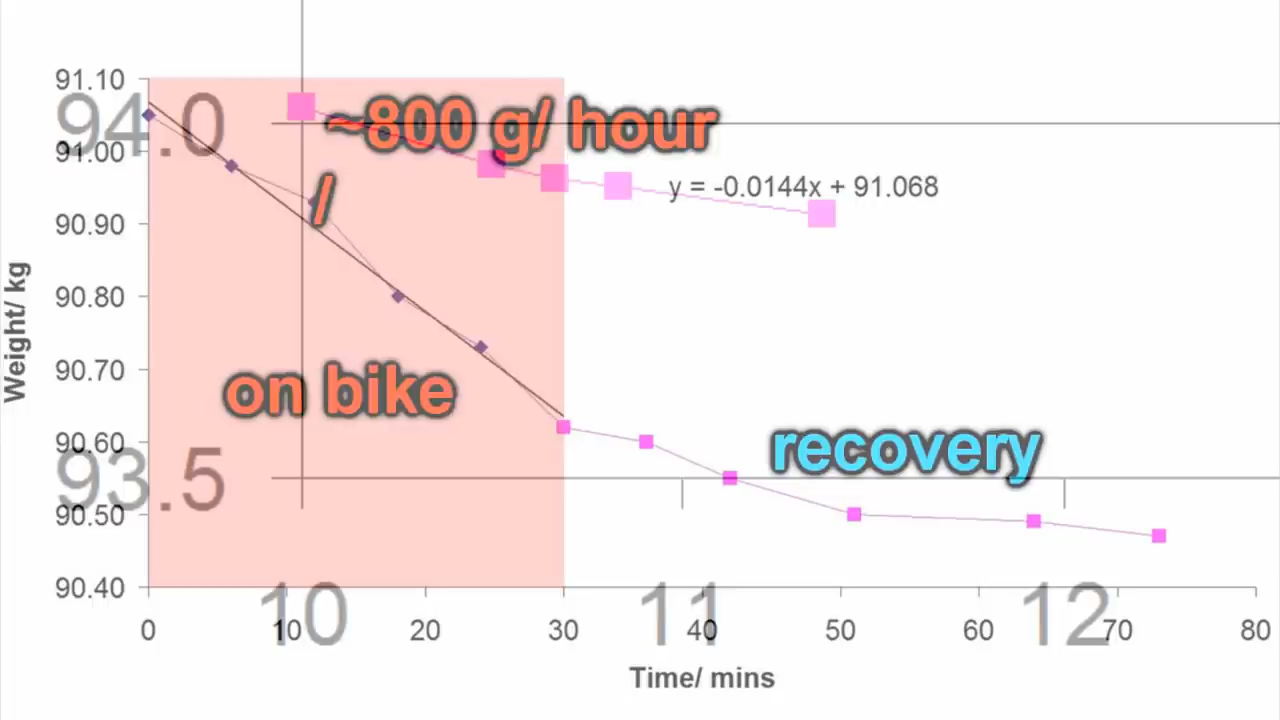 91.10
94.0
~800 g/ hour
91.00
/
y = -0.0144x + 91.068
90.90
90.80
Weight/ kg
90.70
on bike
90.60
recovery
93.5
90.50
90.40
10 11 12
0 10 20 30 40 50 60 70 80
Time/ mins